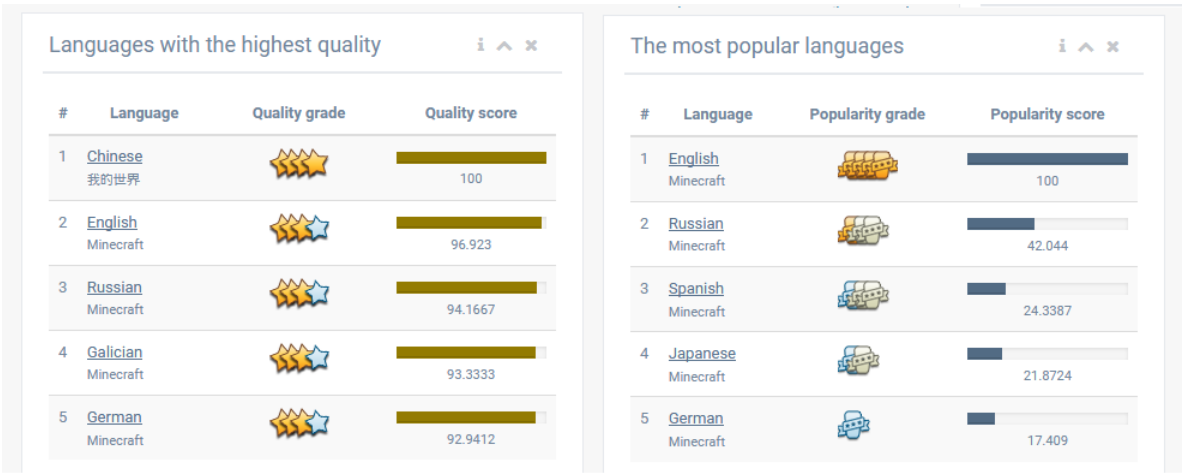 Languages with the highest quality
# Language Quality grade Quality score
1 Chinese
我的世界 100
2 English
Minecraft 96.923
3 Russian
Minecraft 94.1667
4 Galician
Minecraft 93.3333
5 German
Minecraft 92.9412
The most popular languages
# Language Popularity grade Popularity score
1 English
Minecraft 100
2 Russian
Minecraft 42.044
3 Spanish
Minecraft 24.3387
4 Japanese
Minecraft 21.8724
5 German
Minecraft 17.409